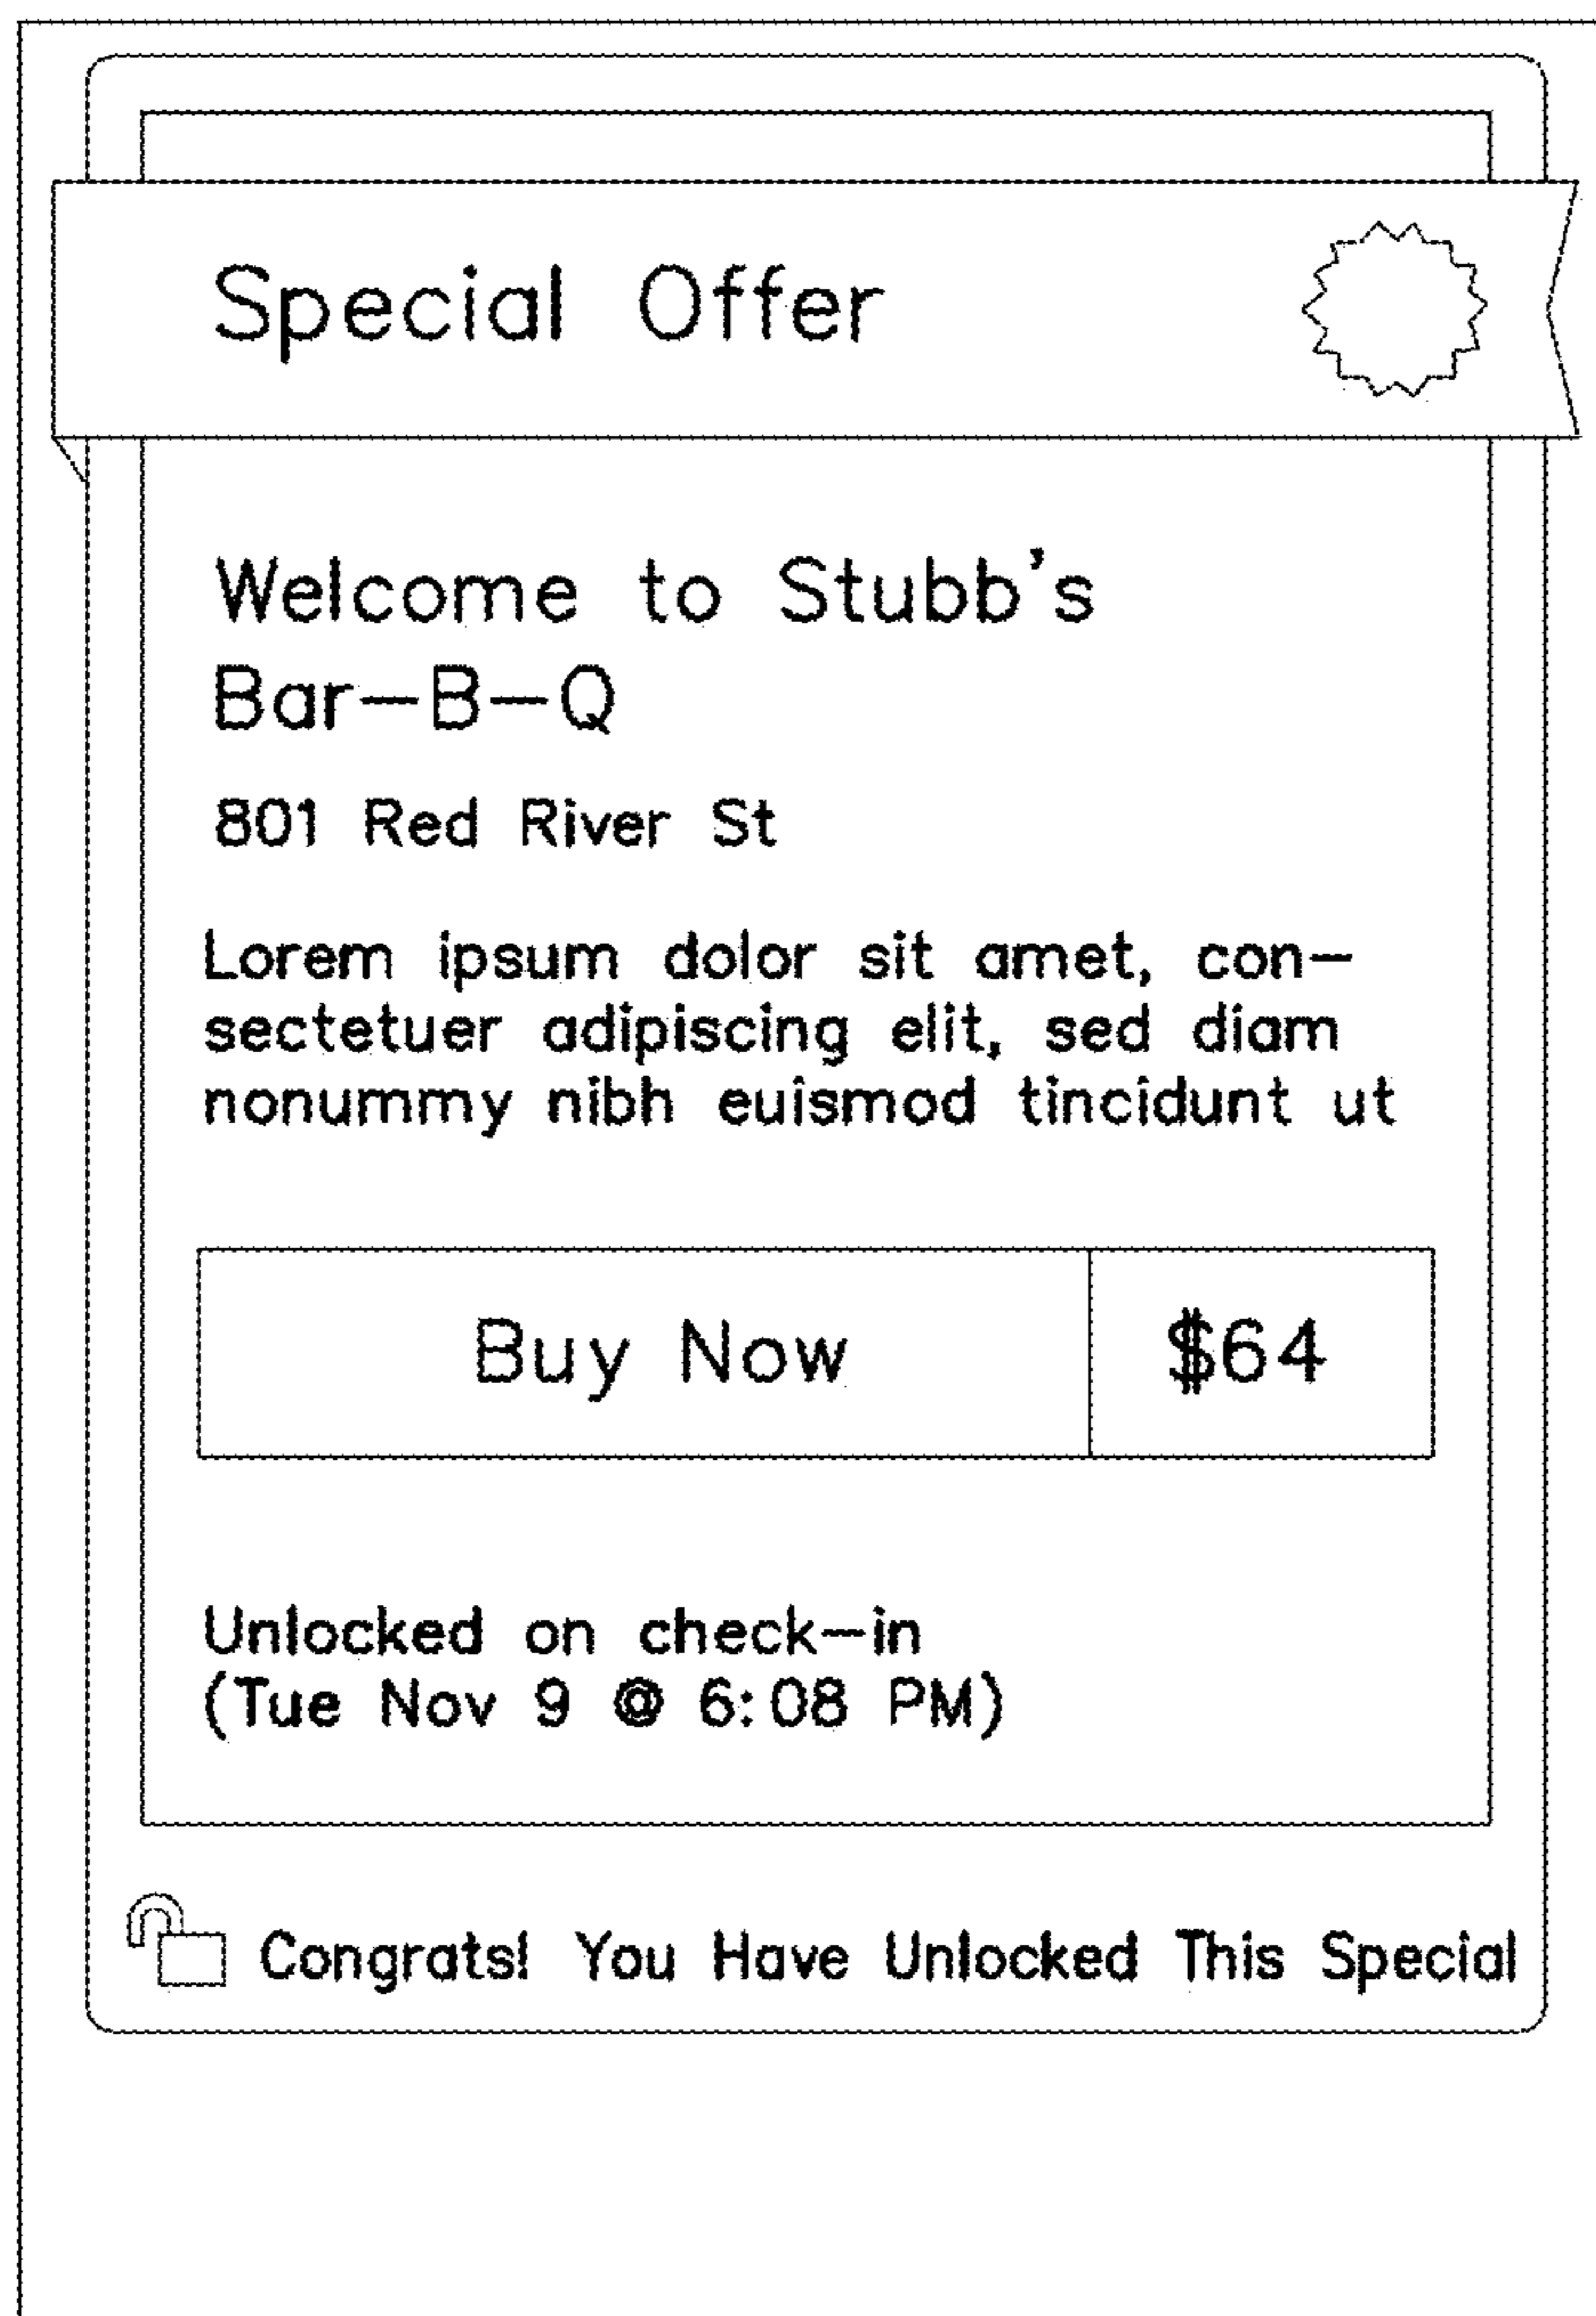 Special Offer
Welcome to Stubb's
Bar-B-Q
801 Red River St
Lorem ipsum dolor sit amet, con-
sectetuer adipiscing elit, sed diam
nonummy nibh euismod tincidunt ut
Buy Now $64
Unlocked on check-in
(Tue Nov 9 @ 6:08 PM)
Congrats! You Have Unlocked This Special